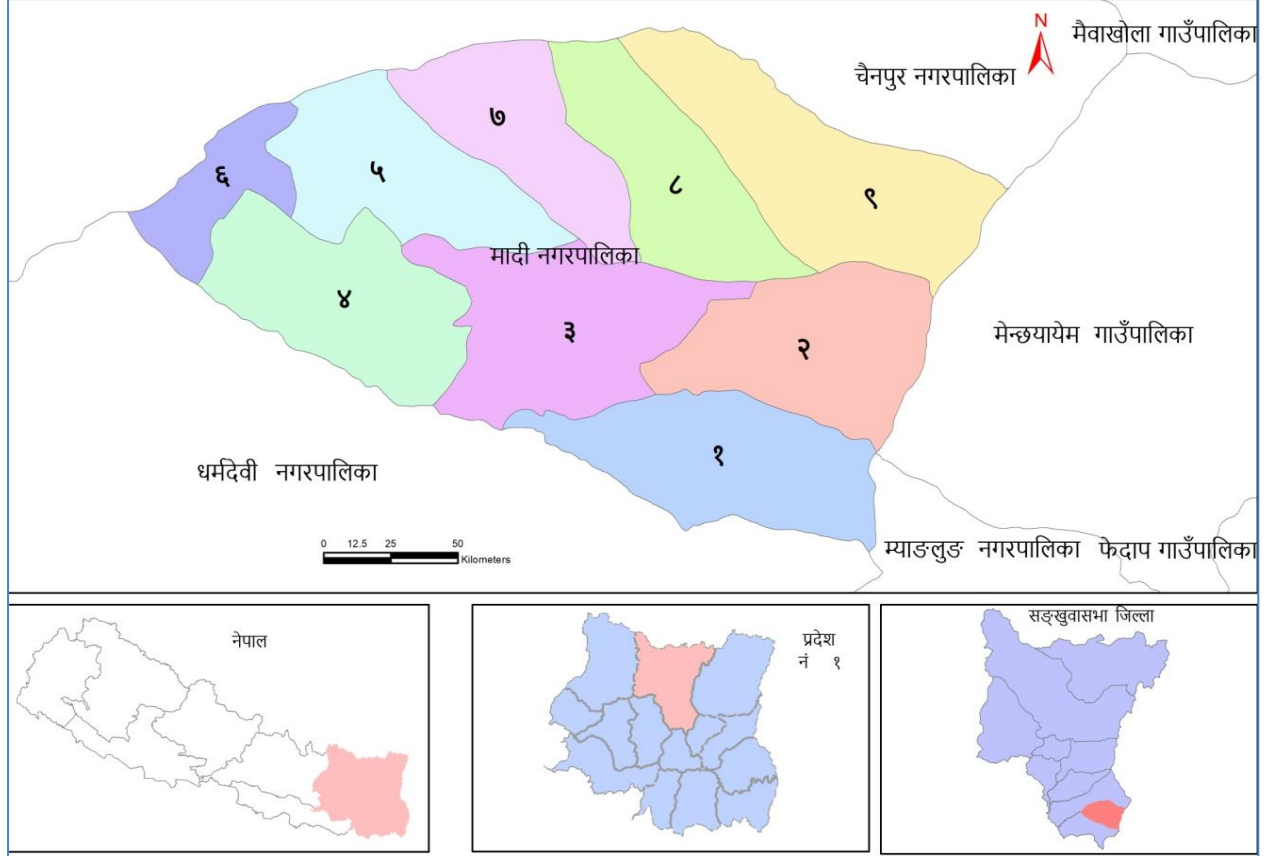 N
मैवाखोला गाउँपालिका
चैनपुर नगरपालिका
७
६
५
८
९
मादी नगरपालिका
४
३
२
मेन्छयायेम गाउँपालिका
१
धर्मदेवी नगरपालिका
0 12.5 25 50
Kilometers
म्याङलुङ नगरपालिका फेदाप गाउँपालिका
नेपाल
प्रदेश
नं १
सङ्खुवासभा जिल्ला